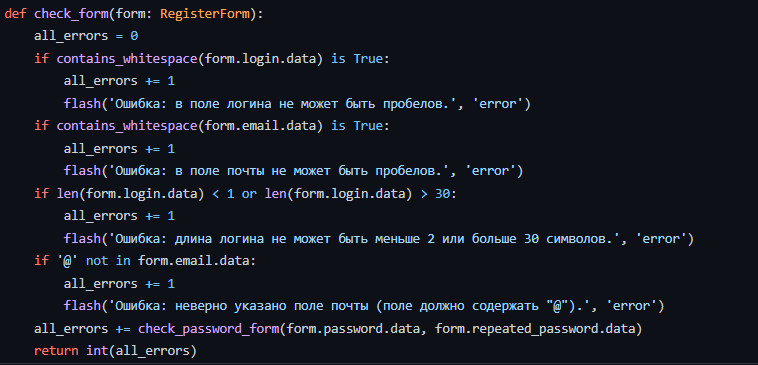 def check_form(form: RegisterForm):
    all_errors = 0
    if contains_whitespace(form.login.data) is True:
        all_errors += 1
        flash('Ошибка: в поле логина не может быть пробелов.', 'error')
    if contains_whitespace(form.email.data) is True:
        all_errors += 1
        flash('Ошибка: в поле почты не может быть пробелов.', 'error')
    if len(form.login.data) < 1 or len(form.login.data) > 30:
        all_errors += 1
        flash('Ошибка: длина логина не может быть меньше 2 или больше 30 символов.', 'error')
    if '@' not in form.email.data:
        all_errors += 1
        flash('Ошибка: неверно указано поле почты (поле должно содержать "@").', 'error')
    all_errors += check_password_form(form.password.data, form.repeated_password.data)
    return int(all_errors)